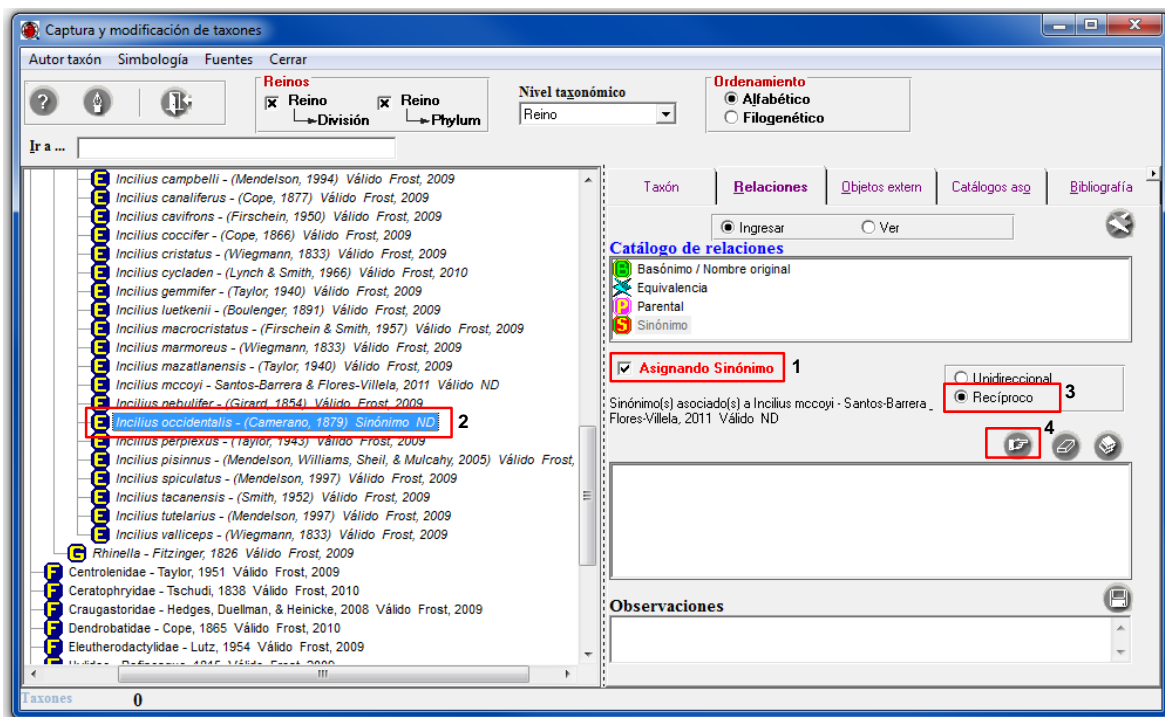 Captura y modificación de taxones
Autor taxón Simbología Fuentes Cerrar
Reinos
Reino Reino
División Phylum
Nivel taxonómico
Reino
Ordenamiento
Alfabético
Filogenético
Ir a ...
Incilius campbelli - (Mendelson, 1994) Válido Frost, 2009
Incilius canaliferus - (Cope, 1877) Válido Frost, 2009
Incilius cavifrons - (Firschein, 1950) Válido Frost, 2009
Incilius coccifer - (Cope, 1866) Válido Frost, 2009
Incilius cristatus - (Wiegmann, 1833) Válido Frost, 2009
Incilius cycladen - (Lynch & Smith, 1966) Válido Frost, 2010
Incilius gemmifer - (Taylor, 1940) Válido Frost, 2009
Incilius luetkenii - (Boulenger, 1891) Válido Frost, 2009
Incilius macrocristatus - (Firschein & Smith, 1957) Válido Frost, 2009
Incilius marmoreus - (Wiegmann, 1833) Válido Frost, 2009
Incilius mazatlanensis - (Taylor, 1940) Válido Frost, 2009
Incilius mccoyi - Santos-Barrera & Flores-Villela, 2011 Válido ND
Incilius nebulifer - (Girard, 1854) Válido Frost, 2009
Incilius occidentalis - (Camerano, 1879) Sinónimo ND 2
Incilius perplexus - (Taylor, 1943) Válido Frost, 2009
Incilius pisinnus - (Mendelson, Williams, Sheil, & Mulcahy, 2005) Válido Frost,
Incilius spiculatus - (Mendelson, 1997) Válido Frost, 2009
Incilius tacanensis - (Smith, 1952) Válido Frost, 2009
Incilius tutelarius - (Mendelson, 1997) Válido Frost, 2009
Incilius valliceps - (Wiegmann, 1833) Válido Frost, 2009
G Rhinella - Fitzinger, 1826 Válido Frost, 2009
F Centrolenidae - Taylor, 1951 Válido Frost, 2009
F Ceratophryidae - Tschudi, 1838 Válido Frost, 2010
F Craugastoridae - Hedges, Duellman, & Heinicke, 2008 Válido Frost, 2009
F Dendrobatidae - Cope, 1865 Válido Frost, 2010
F Eleutherodactylidae - Lutz, 1954 Válido Frost, 2009
Taxones 0
Taxón Relaciones Objetos extern Catálogos aso Bibliografía
Ingresar Ver
Catálogo de relaciones
B Basónimo / Nombre original
Equivalencia
P Parental
S Sinónimo
Asignando Sinónimo 1
Unidireccional
Recíproco 3
Sinónimo(s) asociado(s) a Incilius mccoyi - Santos-Barrera _
Flores-Villela, 2011 Válido ND
4
Observaciones